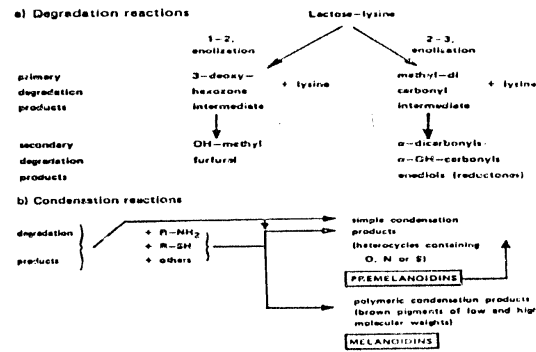 a) Degradation reactions
Lactose-lysine
1-2, enolization
2-3, enolisation
primary degradation products
3-deoxy-hexozone intermediate
+ lysine
methyl-di carbonyl intermediate
+ lysine
secondary degradation products
OH-methyl furfural
α-dicarbonyls
α-OH-carbonyls
enediols (reductones)
b) Condensation reactions
degradation products
+ R-NH2
+ R-SH
+ others
simple condensation products
(heterocycles containing O, N or S)
PREMELANOIDINS
polymeric condensation products
(brown pigments of low and high molecular weights)
MELANOIDINS